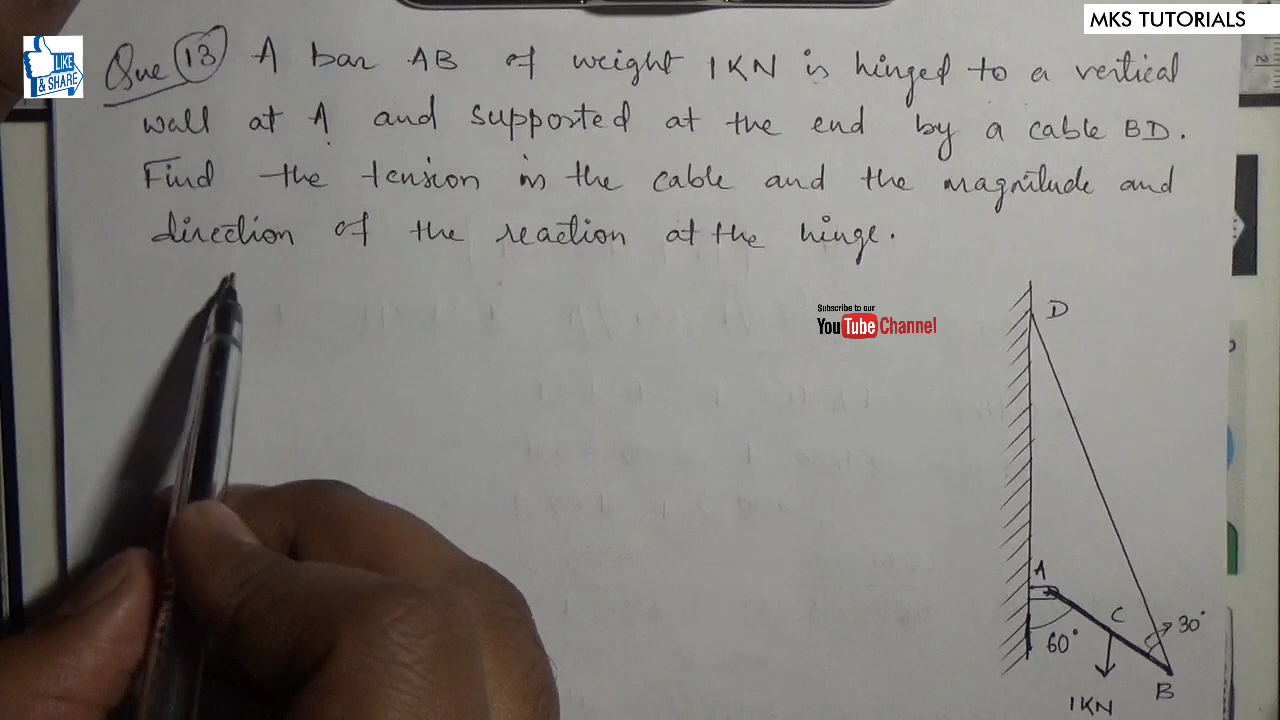 MKS TUTORIALS
LIKE
& SHARE
Que 13 A bar AB of weight 1KN is hinged to a vertical
wall at A and supported at the end by a cable BD.
Find the tension in the cable and the magnitude and
direction of the reaction at the hinge.
Subscribe to our
YouTube Channel
D
A
C
30°
60°
B
1KN
2